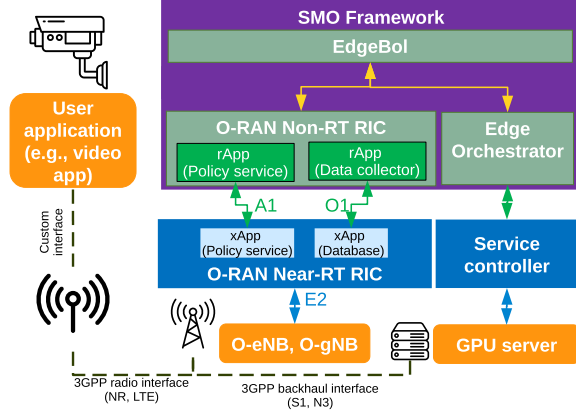 SMO Framework
EdgeBol
User
application
(e.g., video
app)
O-RAN Non-RT RIC
rApp
(Policy service)
rApp
(Data collector)
Edge
Orchestrator
A1
O1
Custom
interface
xApp
(Policy service)
xApp
(Database)
O-RAN Near-RT RIC
Service
controller
E2
O-eNB, O-gNB
GPU server
3GPP radio interface
(NR, LTE)
3GPP backhaul interface
(S1, N3)